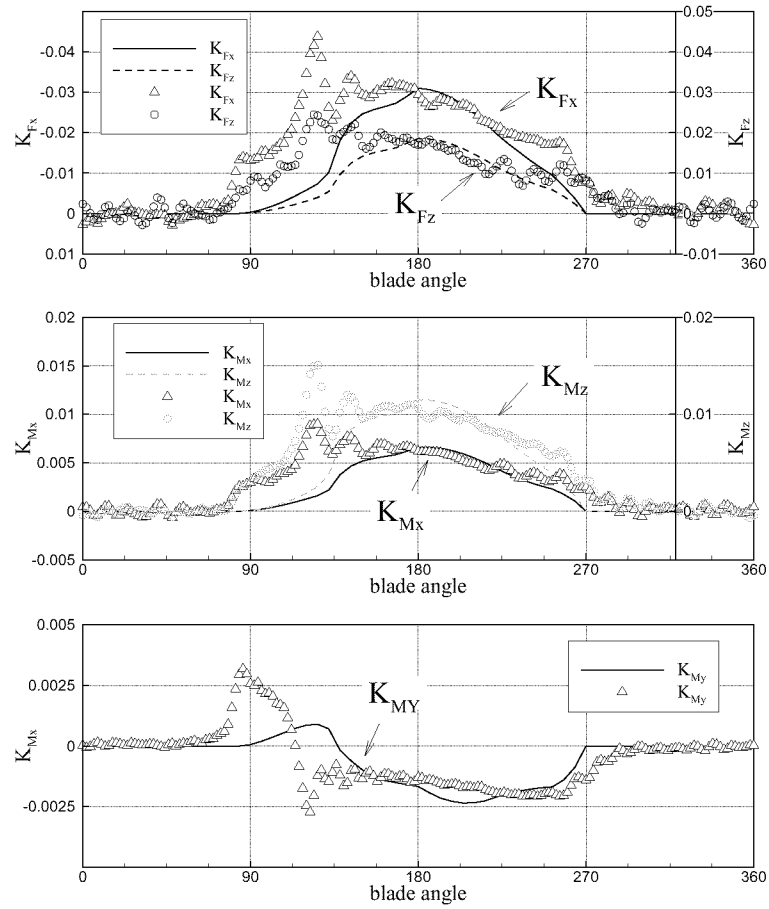 -0.04
-0.03
-0.02
-0.01
0
0.01
K_Fx
K_Fx
K_Fz
K_Fx
K_Fz
K_Fx
K_Fz
0.05
0.04
0.03
0.02
0.01
0
-0.01
K_Fz
0 90 180 270 360
blade angle
0.02
0.015
0.01
0.005
0
-0.005
K_Mx
K_Mx
K_Mz
K_Mx
K_Mz
K_Mz
K_Mx
0.02
0.01
0
K_Mz
0 90 180 270 360
blade angle
0.005
0.0025
0
-0.0025
K_Mx
K_MY
K_My
K_My
0 90 180 270 360
blade angle